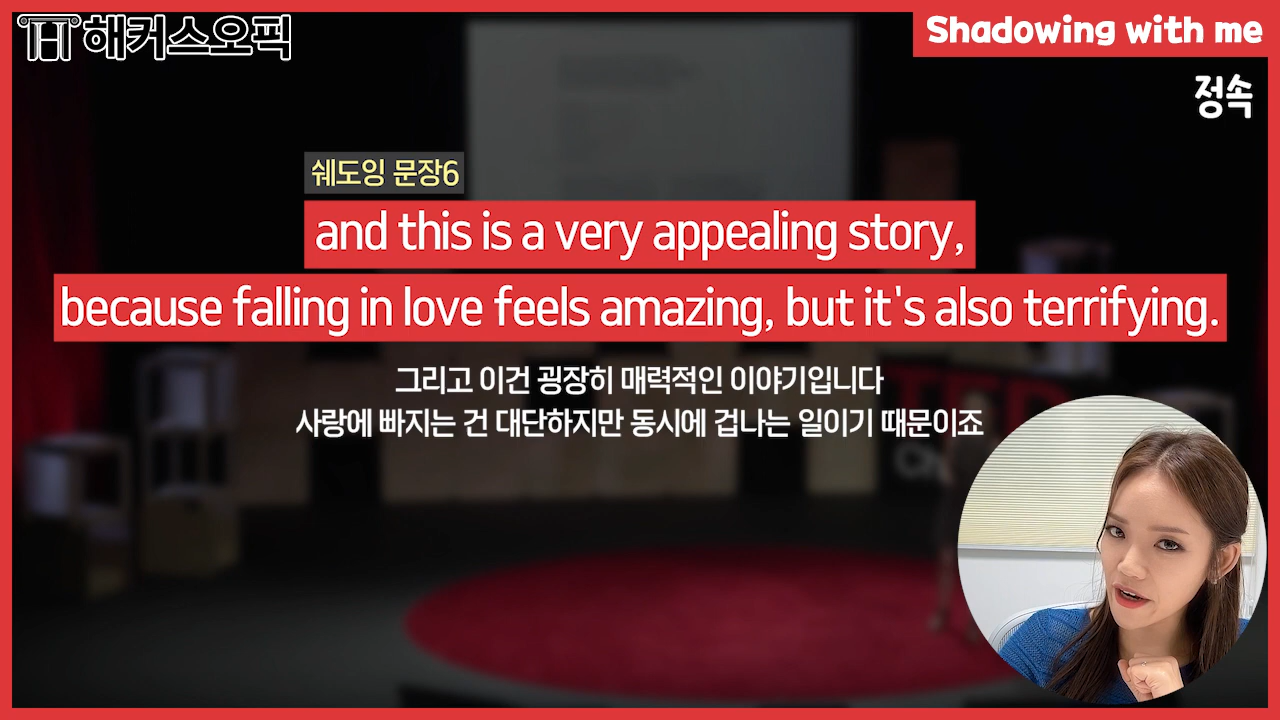 해커스오픽
Shadowing with me
정속
쉐도잉 문장6
and this is a very appealing story,
because falling in love feels amazing, but it's also terrifying.
그리고 이건 굉장히 매력적인 이야기입니다
사랑에 빠지는 건 대단하지만 동시에 겁나는 일이기 때문이죠